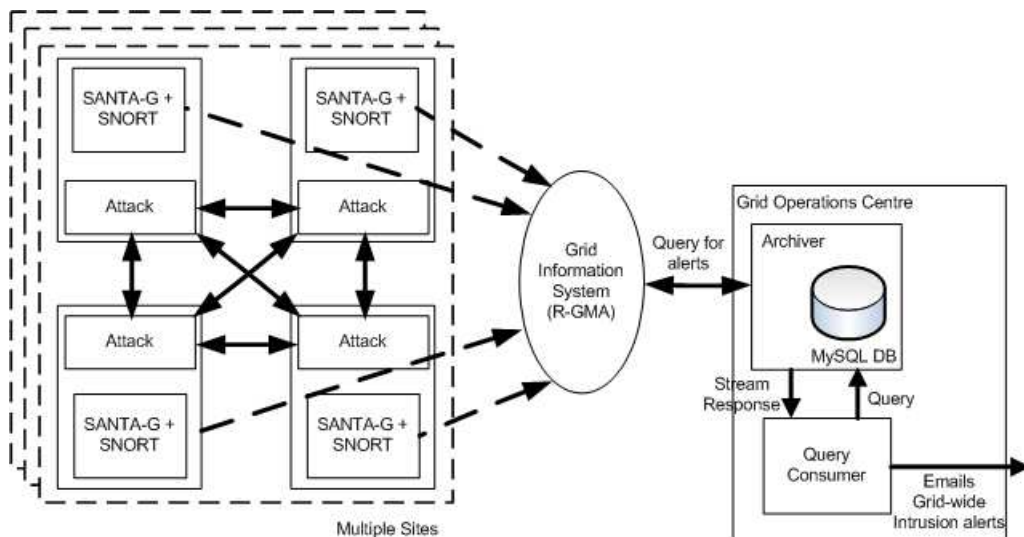 SANTA-G +
SNORT
SANTA-G +
SNORT
Attack
Attack
Attack
Attack
SANTA-G +
SNORT
SANTA-G +
SNORT
Multiple Sites
Grid
Information
System
(R-GMA)
Query for
alerts
Grid Operations Centre
Archiver
MySQL DB
Stream
Response
Query
Query
Consumer
Emails
Grid-wide
Intrusion alerts